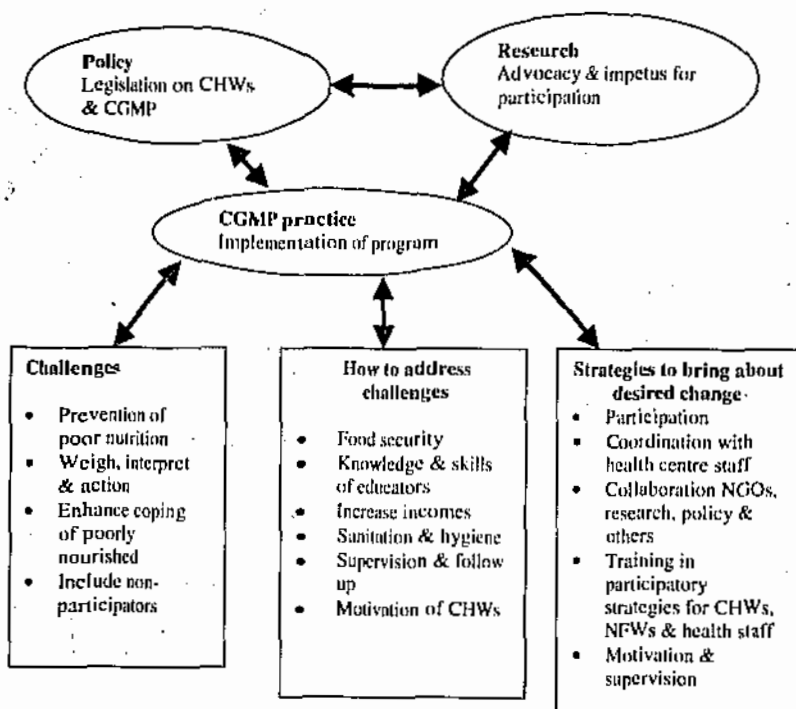 Policy
Legislation on CHWs
& CGMP
Research
Advocacy & impetus for
participation
CGMP practice
Implementation of program
Challenges
• Prevention of
poor nutrition
• Weigh, interpret
& action
• Enhance coping
of poorly
nourished
• Include non-
participators
How to address
challenges
• Food security
• Knowledge & skills
of educators
• Increase incomes
• Sanitation & hygiene
• Supervision & follow
up
• Motivation of CHWs
Strategies to bring about
desired change
• Participation
• Coordination with
health centre staff
• Collaboration NGOs,
research, policy &
others
• Training in
participatory
strategies for CHWs,
NFWs & health staff
• Motivation &
supervision